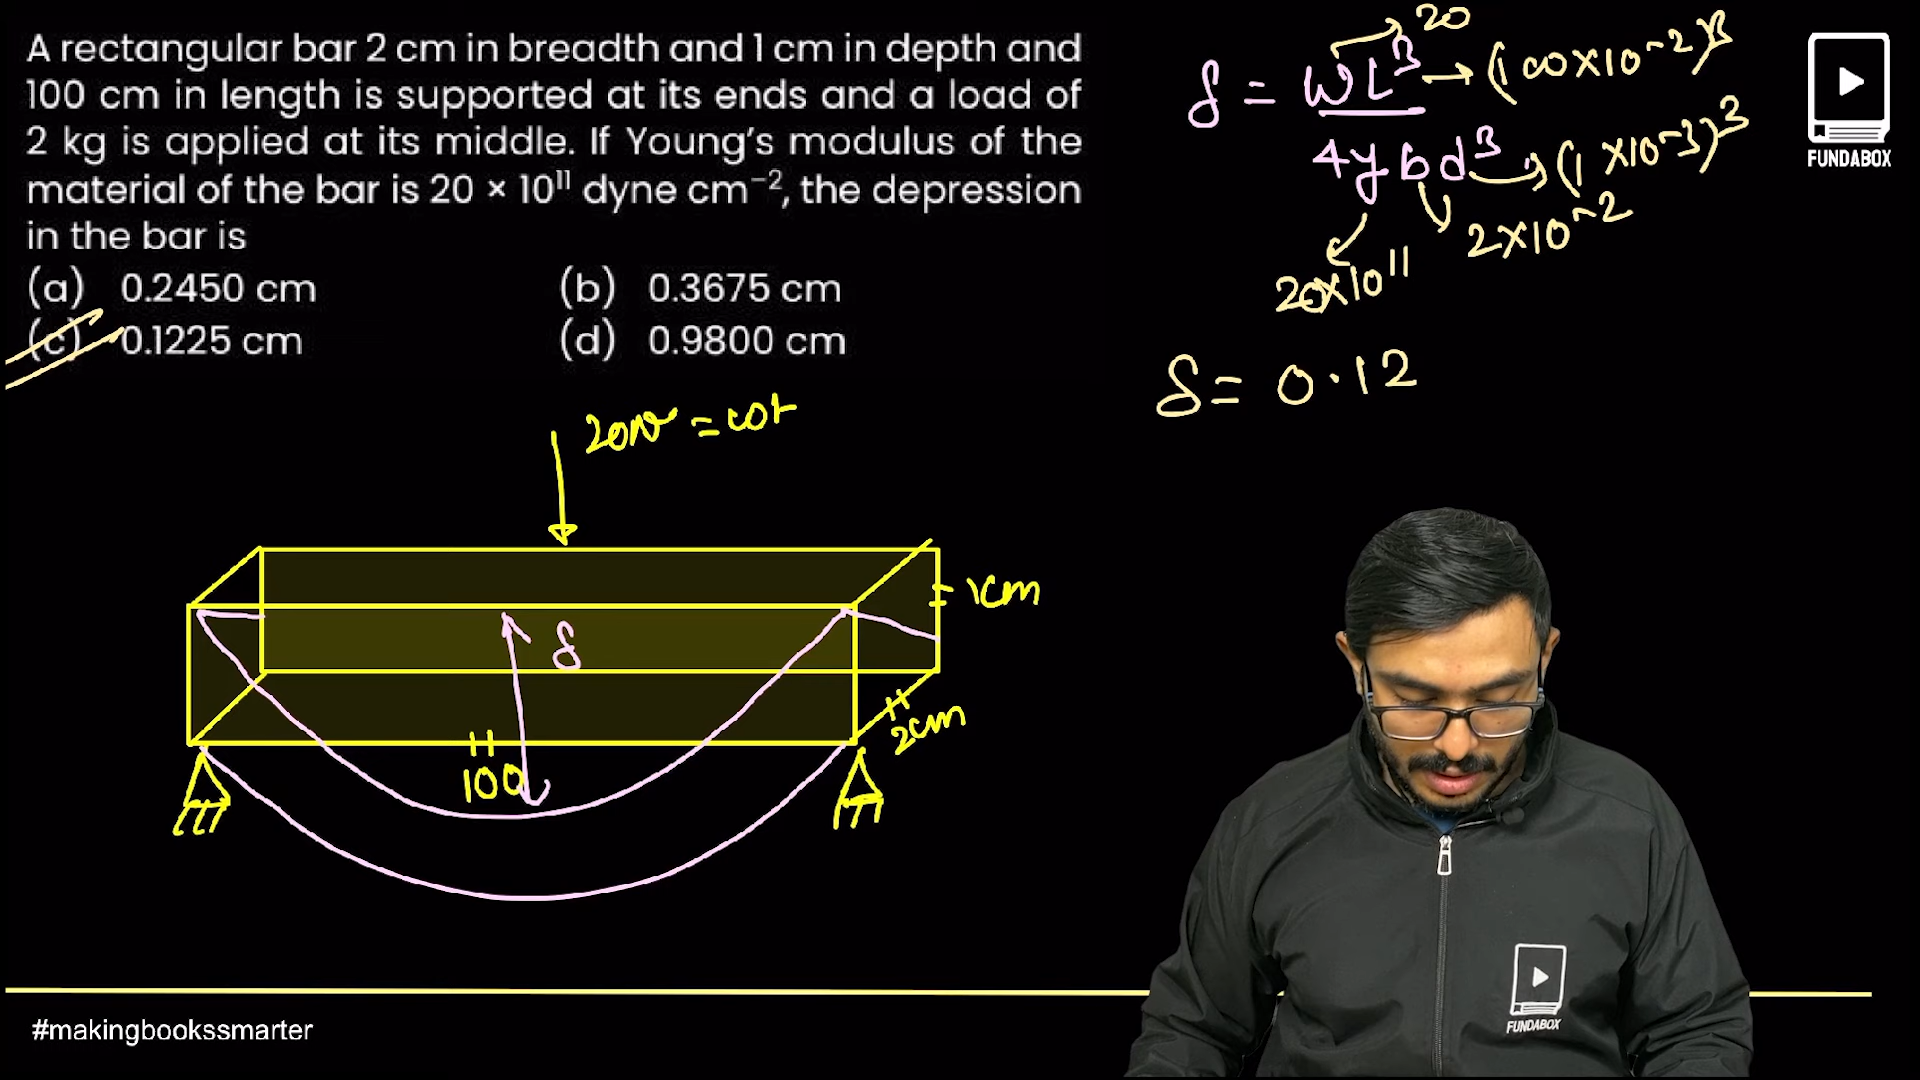 A rectangular bar 2 cm in breadth and 1 cm in depth and
100 cm in length is supported at its ends and a load of
2 kg is applied at its middle. If Young's modulus of the
material of the bar is 20 × 10¹¹ dyne cm⁻², the depression
in the bar is
(a) 0.2450 cm (b) 0.3675 cm
(c) 0.1225 cm (d) 0.9800 cm
20
δ = WL³ → (100×10⁻²)³
4ybd³ → (1×10⁻³)³
2×10⁻²
20×10¹¹
δ = 0.12
FUNDABOX
= 1cm
δ
2cm
100
FUNDABOX
#makingbookssmarter